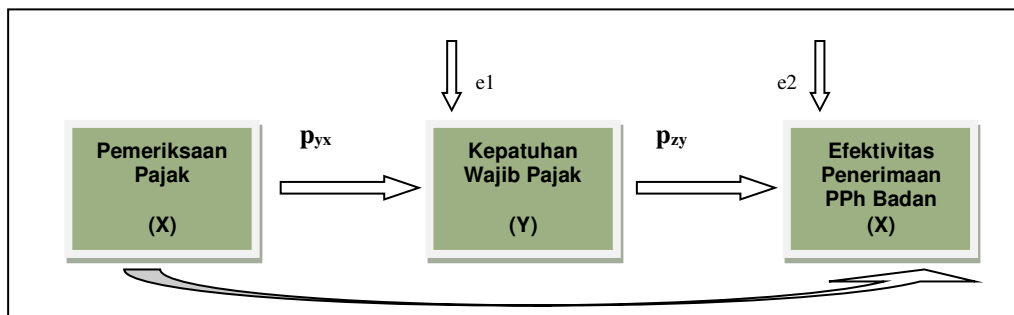 e1
e2
Pemeriksaan
Pajak
(X)
pyx
Kepatuhan
Wajib Pajak
(Y)
pzy
Efektivitas
Penerimaan
PPh Badan
(X)